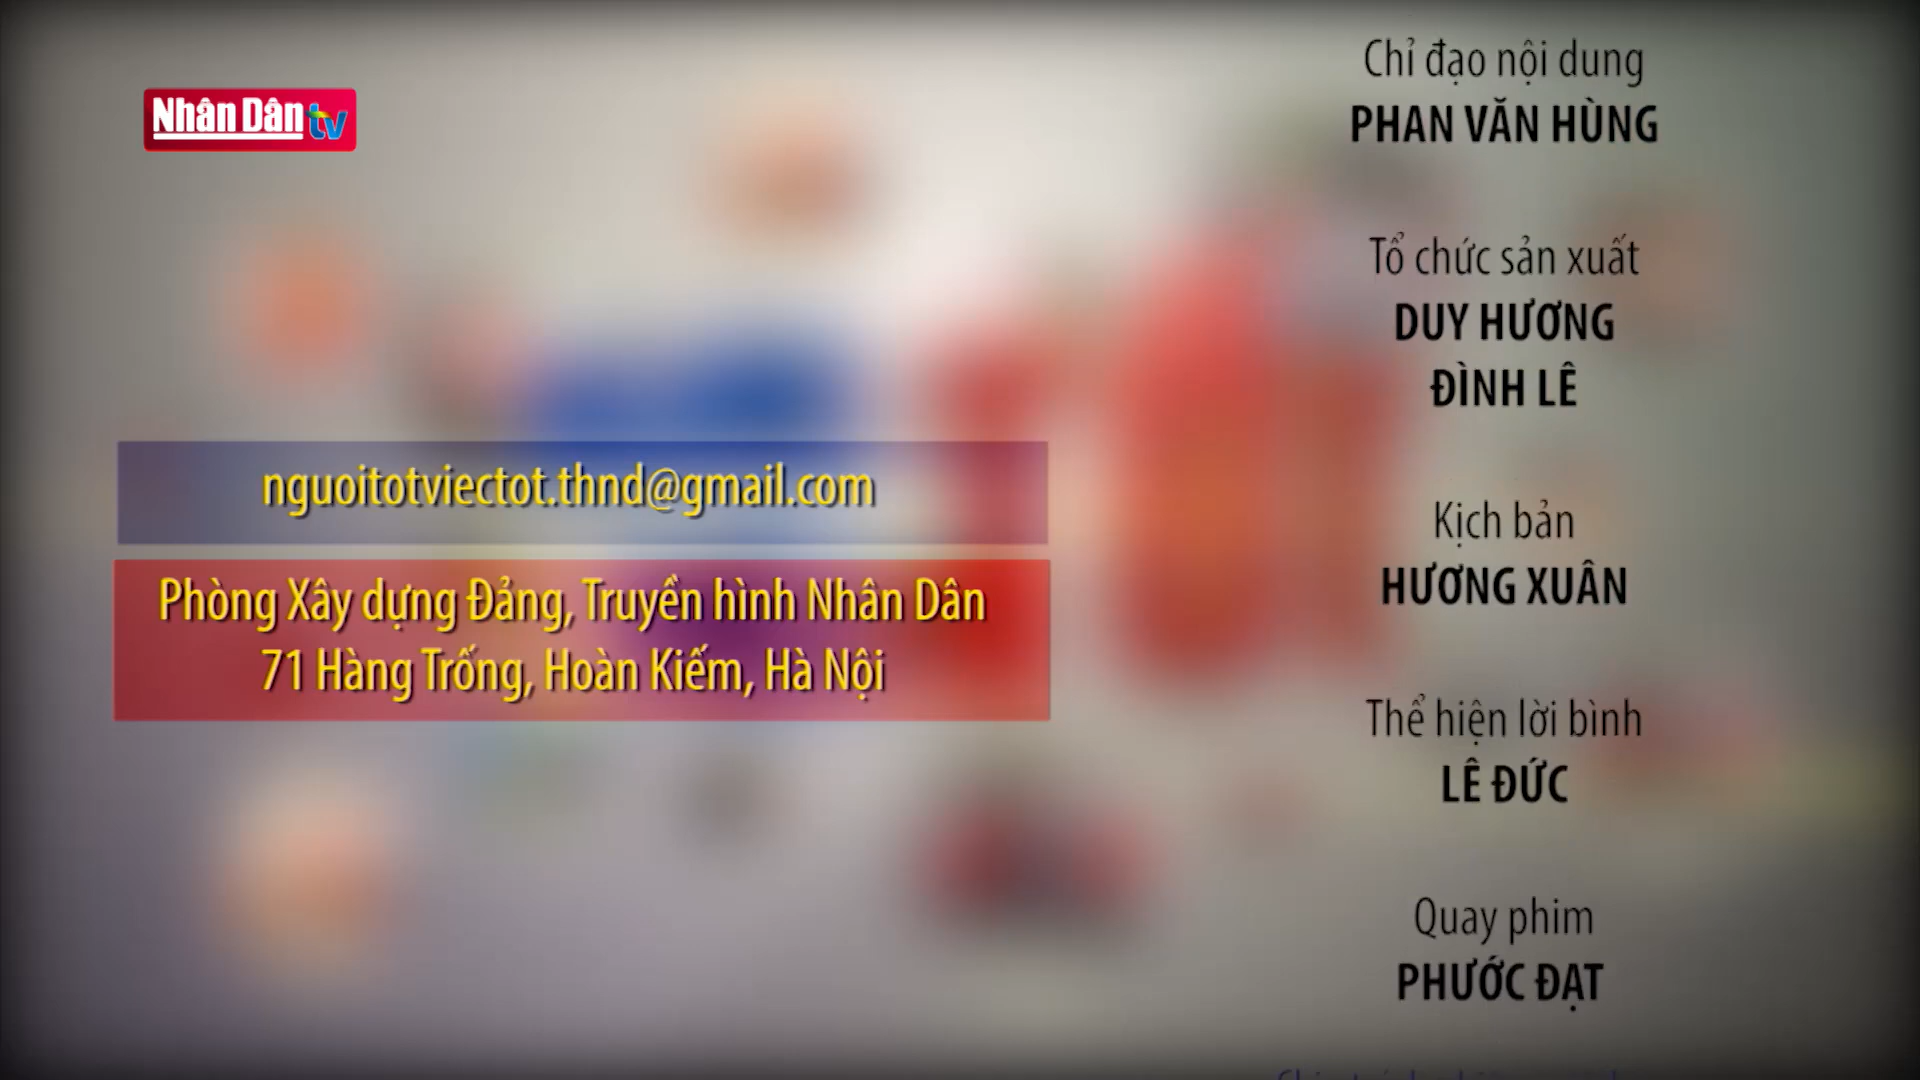 Nhân Dân tv
nguoitotviectot.thnd@gmail.com
Phòng Xây dựng Đảng, Truyền hình Nhân Dân
71 Hàng Trống, Hoàn Kiếm, Hà Nội
Chỉ đạo nội dung
PHAN VĂN HÙNG
Tổ chức sản xuất
DUY HƯƠNG
ĐÌNH LÊ
Kịch bản
HƯƠNG XUÂN
Thể hiện lời bình
LÊ ĐỨC
Quay phim
PHƯỚC ĐẠT